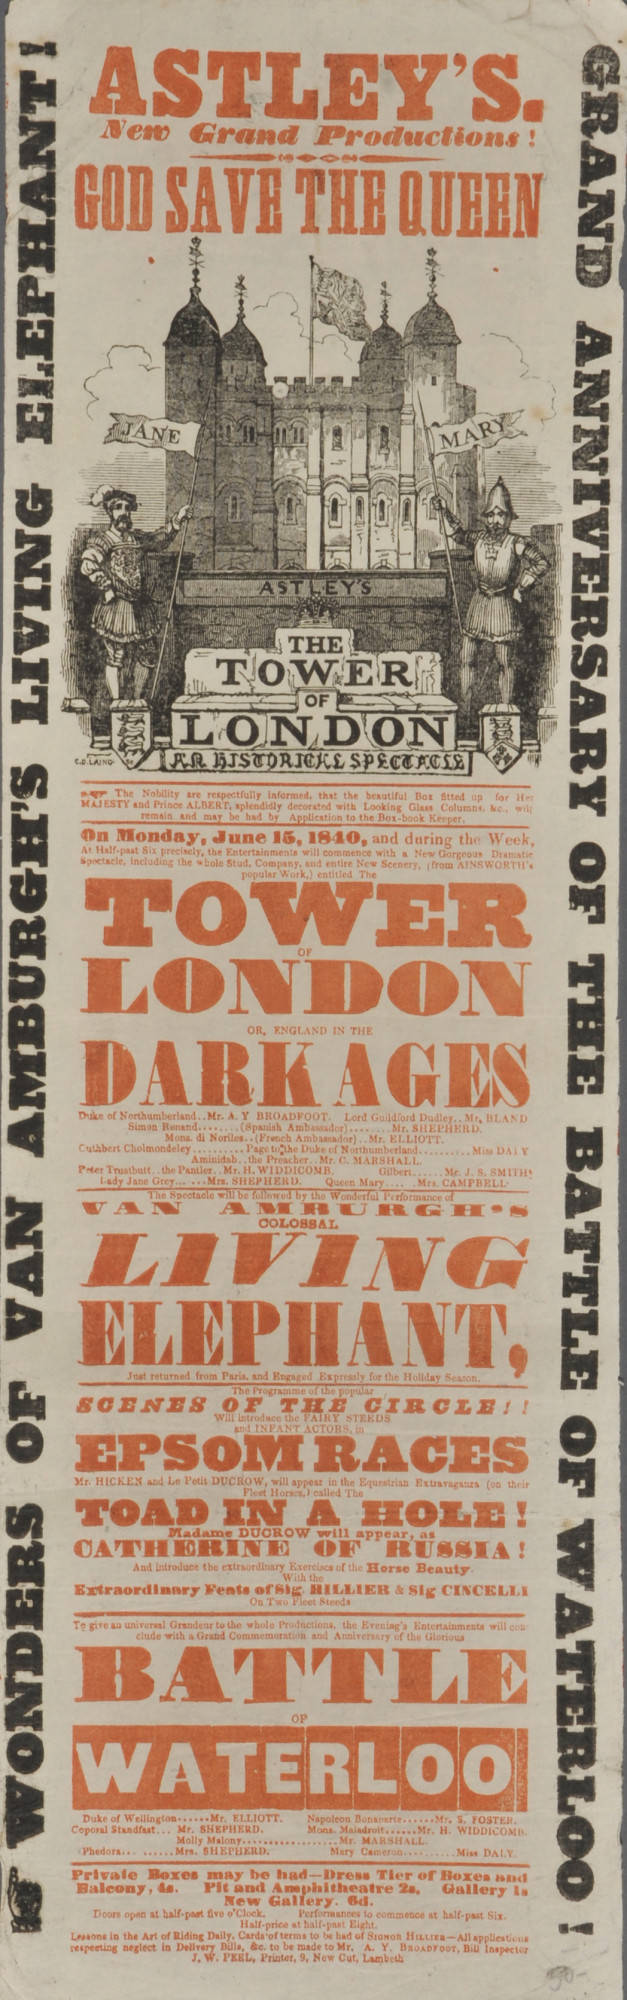 WONDERS OF VAN AMBURGH'S LIVING ELEPHANT!
ASTLEY'S.
New Grand Productions!
GOD SAVE THE QUEEN
JANE
MARY
ASTLEY'S
THE
TOWER
OF
LONDON
AN HISTORICAL SPECTACLE
C.D. LAING
The Nobility are respectfully informed, that the beautiful Box fitted up for Her
MAJESTY and Prince ALBERT, splendidly decorated with Looking Glass Columns, &c., will
remain and may be had by Application to the Box-book Keeper.
On Monday, June 15, 1840, and during the Week,
At Half-past Six precisely, the Entertainments will commence with a New Gorgeous Dramatic
Spectacle, including the whole Stud, Company, and entire New Scenery, (from AINSWORTH's
popular Work,) entitled The
TOWER
OF
LONDON
OR, ENGLAND IN THE
DARK AGES
Duke of Northumberland..Mr. A. Y BROADFOOT. Lord Guildford Dudley..Mr. BLAND
Simon Renard........(Spanish Ambassador)........Mr. SHEPHERD.
Mons. di Noriles..(French Ambassador)..Mr. ELLIOTT.
Cuthbert Cholmondeley..........Page to the Duke of Northumberland..........Miss DALY
Aminidab..the Preacher..Mr. C. MARSHALL.
Peter Trustbutt..the Pantler..Mr. H. WIDDICOMB. Gilbert......Mr. J. S. SMITH
Lady Jane Grey......Mrs. SHEPHERD. Queen Mary....Mrs. CAMPBELL
The Spectacle will be followed by the Wonderful Performance of
VAN AMBURGH'S
COLOSSAL
LIVING
ELEPHANT,
Just returned from Paris, and Engaged Expressly for the Holiday Season.
The Programme of the popular
SCENES OF THE CIRCLE!!
Will introduce the FAIRY STEEDS
and INFANT ACTORS, in
EPSOM RACES
Mr. HICKEN and Le Petit DUCROW, will appear in the Equestrian Extravaganza (on their
Fleet Horses,) called The
TOAD IN A HOLE!
Madame DUCROW will appear, as
CATHERINE OF RUSSIA!
And introduce the extraordinary Exercises of the Horse Beauty.
With the
Extraordinary Feats of Sig. HILLIER & Sig CINCELLI
On Two Fleet Steeds
To give an universal Grandeur to the whole Productions, the Evening's Entertainments will con-
clude with a Grand Commemoration and Anniversary of the Glorious
BATTLE
OF
WATERLOO
Duke of Wellington......Mr. ELLIOTT. Napoleon Bonaparte......Mr. S. FOSTER.
Coporal Standfast... Mr. SHEPHERD. Mons. Maladroit......Mr. H. WIDDICOMB.
Molly Malony.................Mr. MARSHALL.
Phedora.........Mrs. SHEPHERD. Mary Cameron..........Miss DALY.
Private Boxes may be had—Dress Tier of Boxes and
Balcony, 4s. Pit and Amphitheatre 2s, Gallery 1s
New Gallery. 6d.
Doors open at half-past five o'Clock. Performances to commence at half-past Six.
Half-price at half-past Eight.
Lessons in the Art of Riding Daily, Cards of terms to be had of SIGNOR HILLIER—All applications
respecting neglect in Delivery Bills, &c. to be made to Mr. A. Y. BROADFOOT, Bill Inspector
J. W. PEEL, Printer, 9, New Cut, Lambeth
GRAND ANNIVERSARY OF THE BATTLE OF WATERLOO!